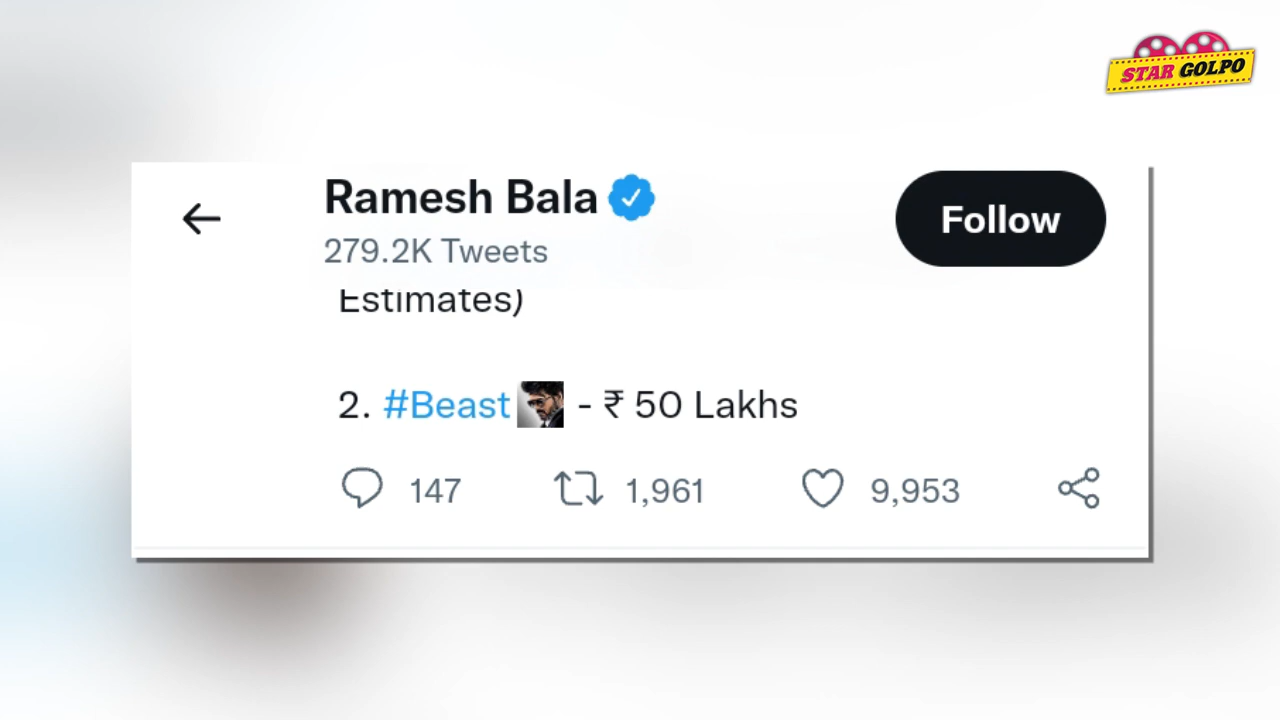 STAR GOLPO
Ramesh Bala
Follow
279.2K Tweets
Estimates)
2. #Beast - ₹ 50 Lakhs
147 1,961 9,953